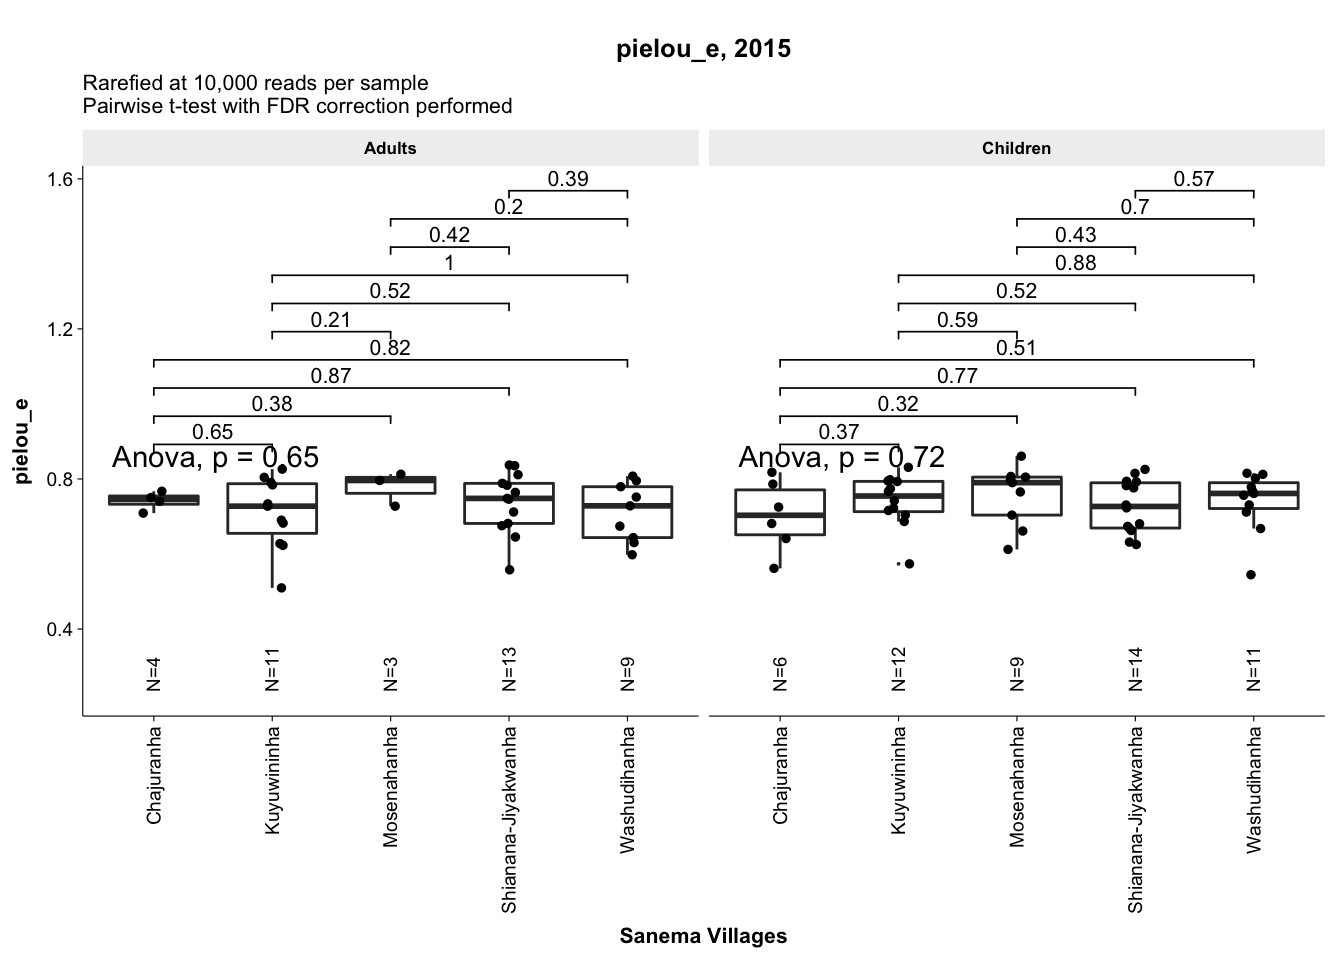 pielou_e, 2015
Rarefied at 10,000 reads per sample
Pairwise t-test with FDR correction performed
Adults
Children
pielou_e
1.6
1.2
0.8
0.4
0.39
0.2
0.42
1
0.52
0.21
0.82
0.87
0.38
0.65
Anova, p = 0.65
N=4
N=11
N=3
N=13
N=9
Chajuranha
Kuyuwininha
Mosenahanha
Shianana-Jiyakwanha
Washudihanha
0.57
0.7
0.43
0.88
0.52
0.59
0.51
0.77
0.32
0.37
Anova, p = 0.72
N=6
N=12
N=9
N=14
N=11
Chajuranha
Kuyuwininha
Mosenahanha
Shianana-Jiyakwanha
Washudihanha
Sanema Villages